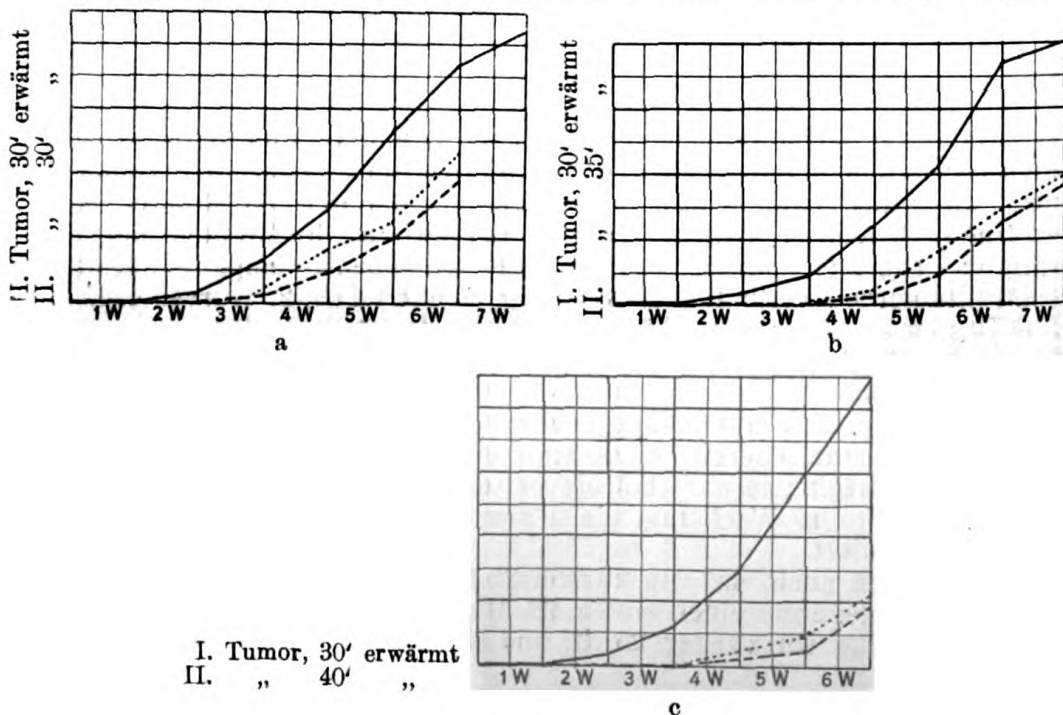 I. Tumor, 30′ erwärmt
II. „ 30′ „
1 W 2 W 3 W 4 W 5 W 6 W 7 W
a
I. Tumor, 30′ erwärmt
II. „ 35′ „
1 W 2 W 3 W 4 W 5 W 6 W 7 W
b
I. Tumor, 30′ erwärmt
II. „ 40′ „
1 W 2 W 3 W 4 W 5 W 6 W
c